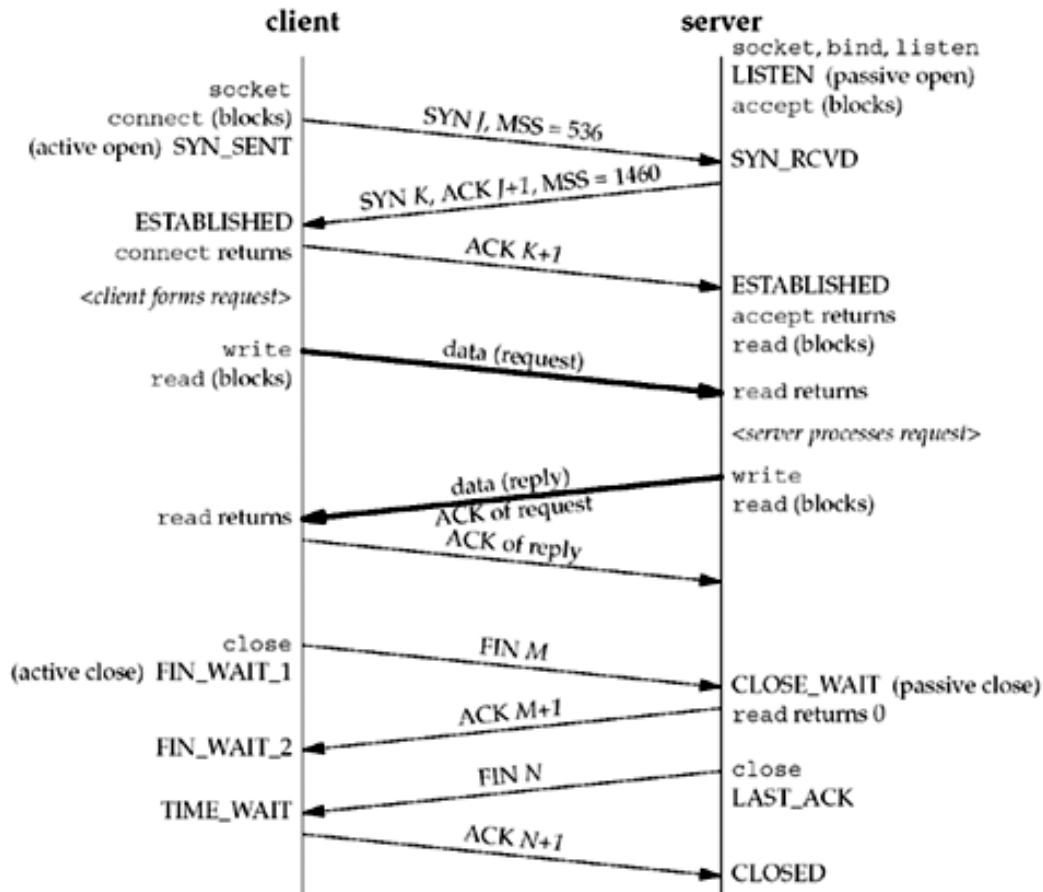 client
server
socket, bind, listen
LISTEN (passive open)
accept (blocks)
socket
connect (blocks)
(active open) SYN_SENT
SYN J, MSS = 536
SYN_RCVD
SYN K, ACK J+1, MSS = 1460
ESTABLISHED
connect returns
ACK K+1
ESTABLISHED
<client forms request>
accept returns
read (blocks)
write
read (blocks)
data (request)
read returns
<server processes request>
write
read (blocks)
data (reply)
ACK of request
read returns
ACK of reply
close
(active close) FIN_WAIT_1
FIN M
CLOSE_WAIT (passive close)
read returns 0
ACK M+1
FIN_WAIT_2
close
LAST_ACK
FIN N
TIME_WAIT
ACK N+1
CLOSED